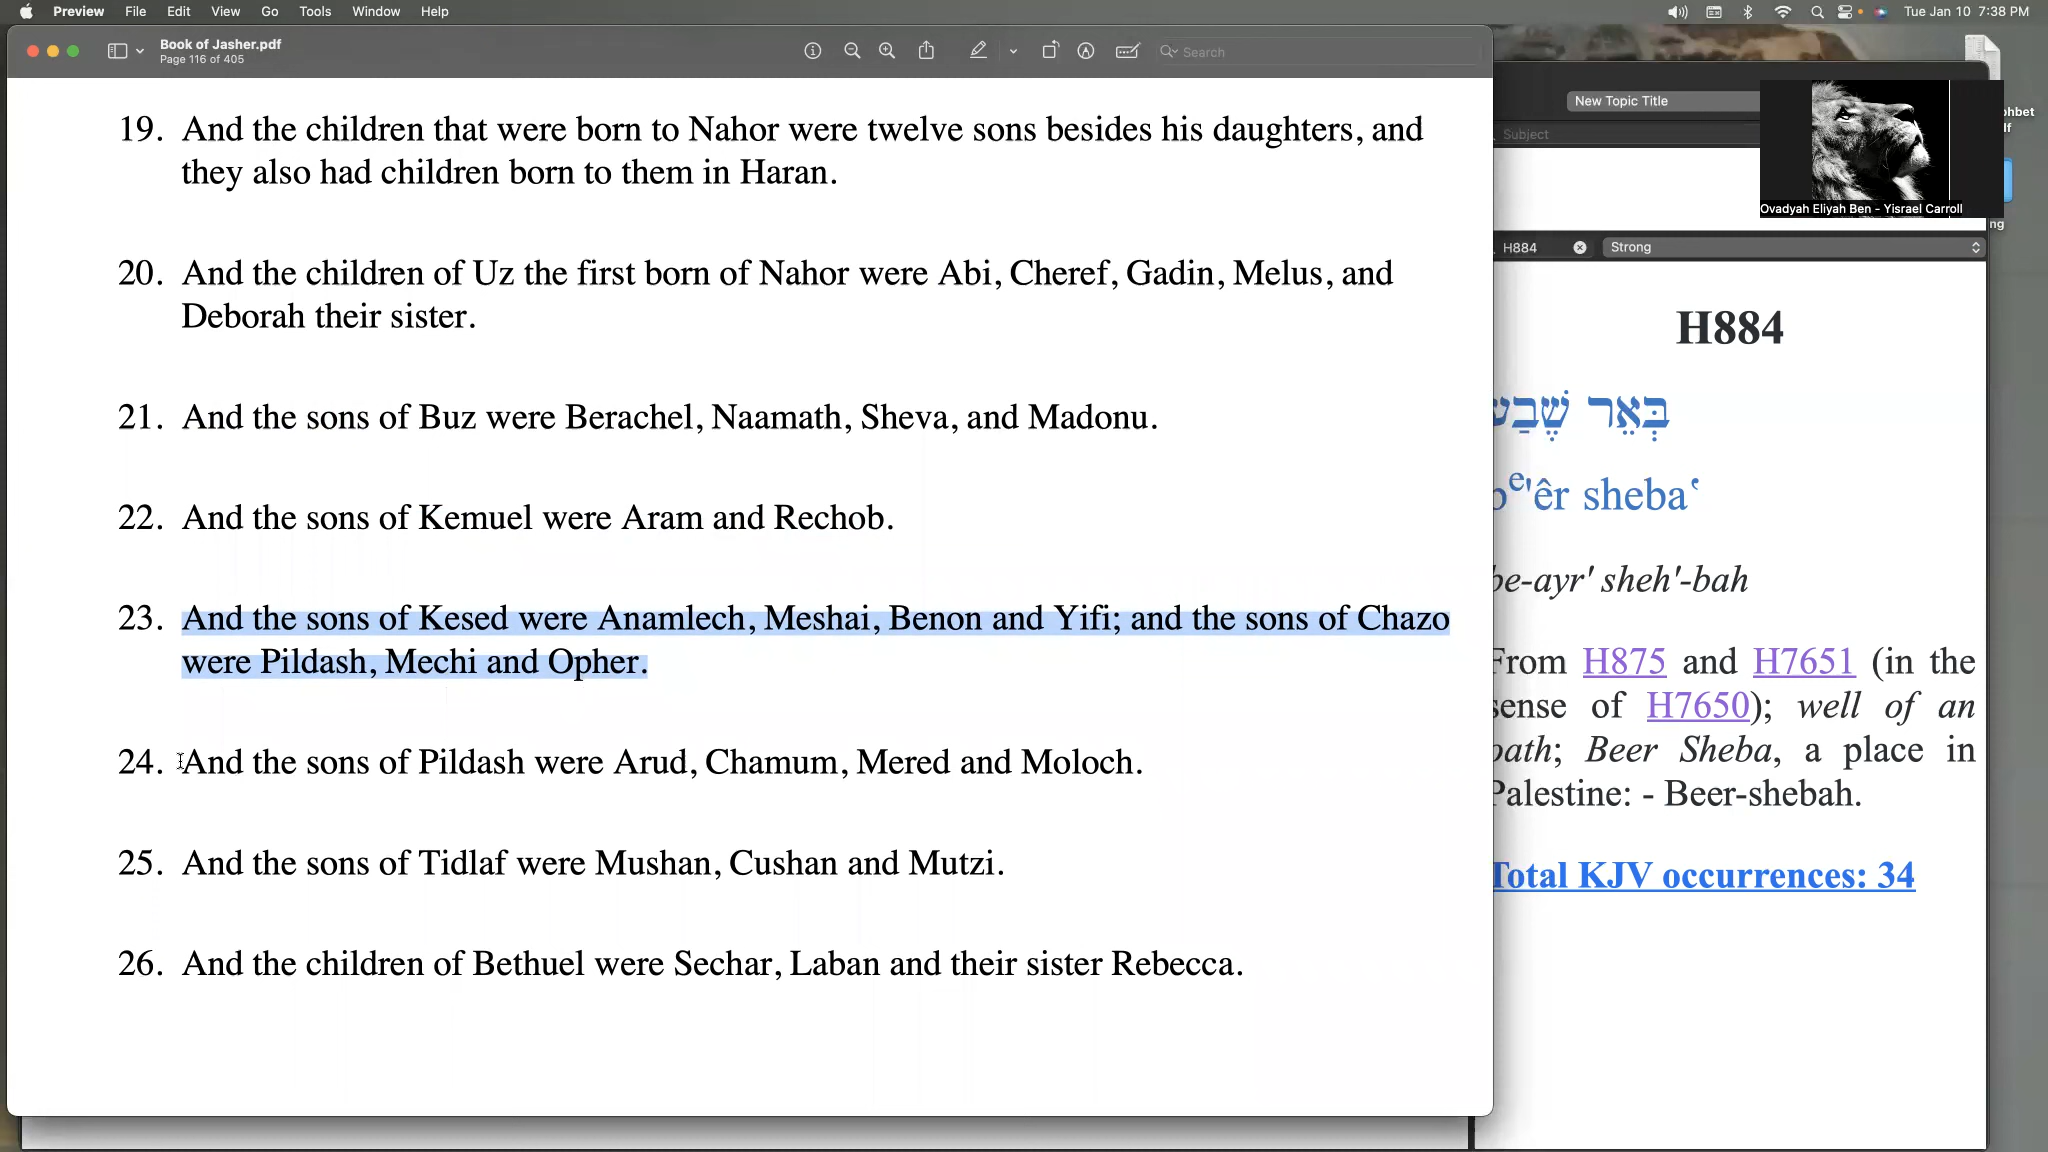 Preview File Edit View Go Tools Window Help
Tue Jan 10 7:38 PM
Book of Jasher.pdf
Page 116 of 405
Search
19. And the children that were born to Nahor were twelve sons besides his daughters, and
they also had children born to them in Haran.
20. And the children of Uz the first born of Nahor were Abi, Cheref, Gadin, Melus, and
Deborah their sister.
21. And the sons of Buz were Berachel, Naamath, Sheva, and Madonu.
22. And the sons of Kemuel were Aram and Rechob.
23. And the sons of Kesed were Anamlech, Meshai, Benon and Yifi; and the sons of Chazo
were Pildash, Mechi and Opher.
24. And the sons of Pildash were Arud, Chamum, Mered and Moloch.
25. And the sons of Tidlaf were Mushan, Cushan and Mutzi.
26. And the children of Bethuel were Sechar, Laban and their sister Rebecca.
New Topic Title
Subject
Ovadyah Eliyah Ben - Yisrael Carroll
H884
Strong
H884
בְּאֵר שֶׁבַע
be'êr sheba‛
be-ayr' sheh'-bah
From H875 and H7651 (in the
sense of H7650); well of an
oath; Beer Sheba, a place in
Palestine: - Beer-shebah.
Total KJV occurrences: 34